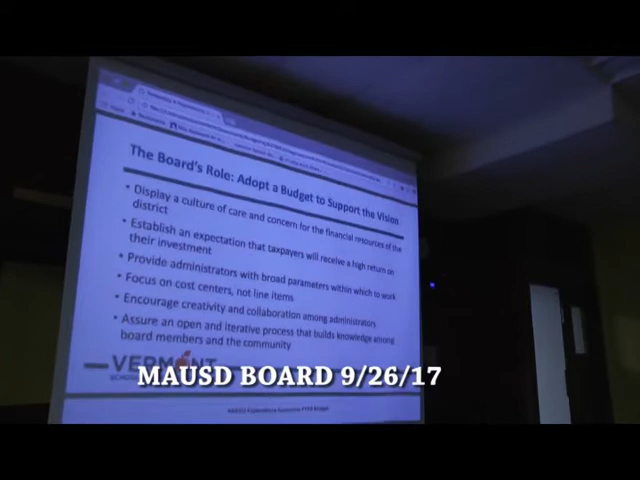 The Board's Role: Adopt a Budget to Support the Vision
• Display a culture of care and concern for the financial resources of the
district
• Establish an expectation that taxpayers will receive a high return on
their investment
• Provide administrators with broad parameters within which to work
• Focus on cost centers, not line items
• Encourage creativity and collaboration among administrators
• Assure an open and iterative process that builds knowledge among
board members and the community
VERMONT
MAUSD BOARD 9/26/17